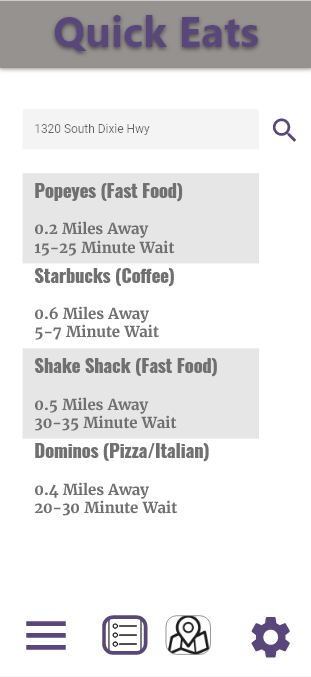 Quick Eats
1320 South Dixie Hwy
Popeyes (Fast Food)
0.2 Miles Away
15-25 Minute Wait
Starbucks (Coffee)
0.6 Miles Away
5-7 Minute Wait
Shake Shack (Fast Food)
0.5 Miles Away
30-35 Minute Wait
Dominos (Pizza/Italian)
0.4 Miles Away
20-30 Minute Wait